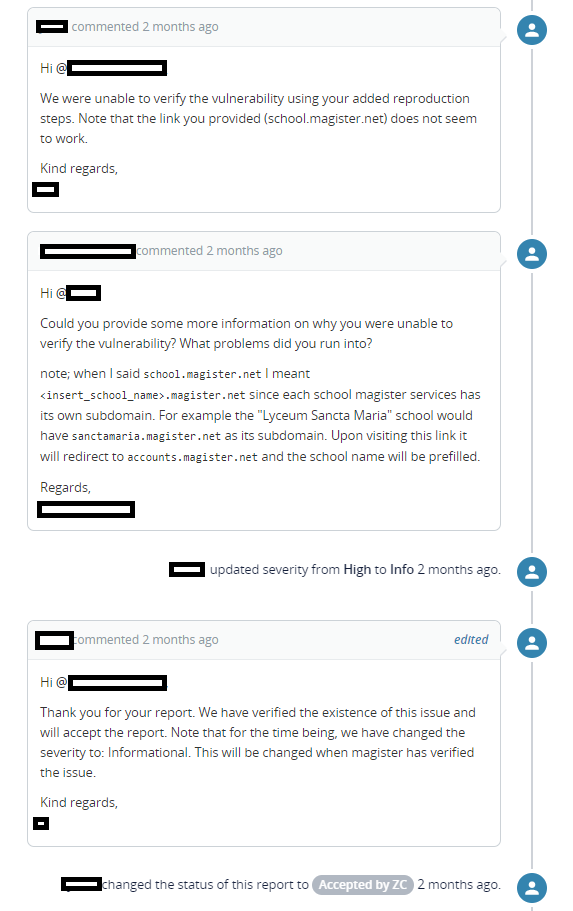 commented 2 months ago
Hi @
We were unable to verify the vulnerability using your added reproduction
steps. Note that the link you provided (school.magister.net) does not seem
to work.
Kind regards,
commented 2 months ago
Hi @
Could you provide some more information on why you were unable to
verify the vulnerability? What problems did you run into?
note; when I said school.magister.net I meant
<insert_school_name>.magister.net since each school magister services has
its own subdomain. For example the "Lyceum Sancta Maria" school would
have sanctamaria.magister.net as its subdomain. Upon visiting this link it
will redirect to accounts.magister.net and the school name will be prefilled.
Regards,
updated severity from High to Info 2 months ago.
commented 2 months ago edited
Hi @
Thank you for your report. We have verified the existence of this issue and
will accept the report. Note that for the time being, we have changed the
severity to: Informational. This will be changed when magister has verified
the issue.
Kind regards,
changed the status of this report to Accepted by ZC 2 months ago.